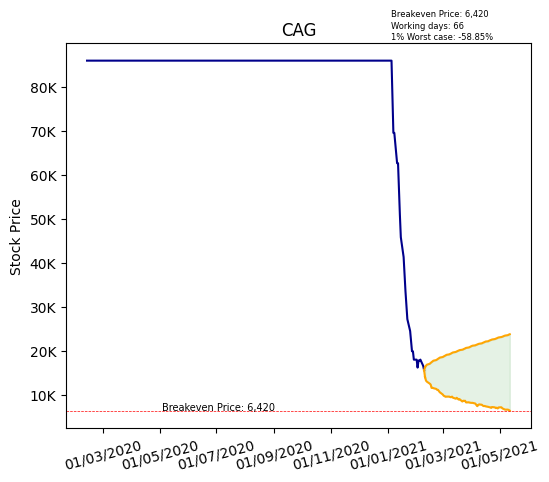 Breakeven Price: 6,420
Working days: 66
1% Worst case: -58.85%
CAG
Stock Price
80K
70K
60K
50K
40K
30K
20K
10K
Breakeven Price: 6,420
01/03/2020
01/05/2020
01/07/2020
01/09/2020
01/11/2020
01/01/2021
01/03/2021
01/05/2021